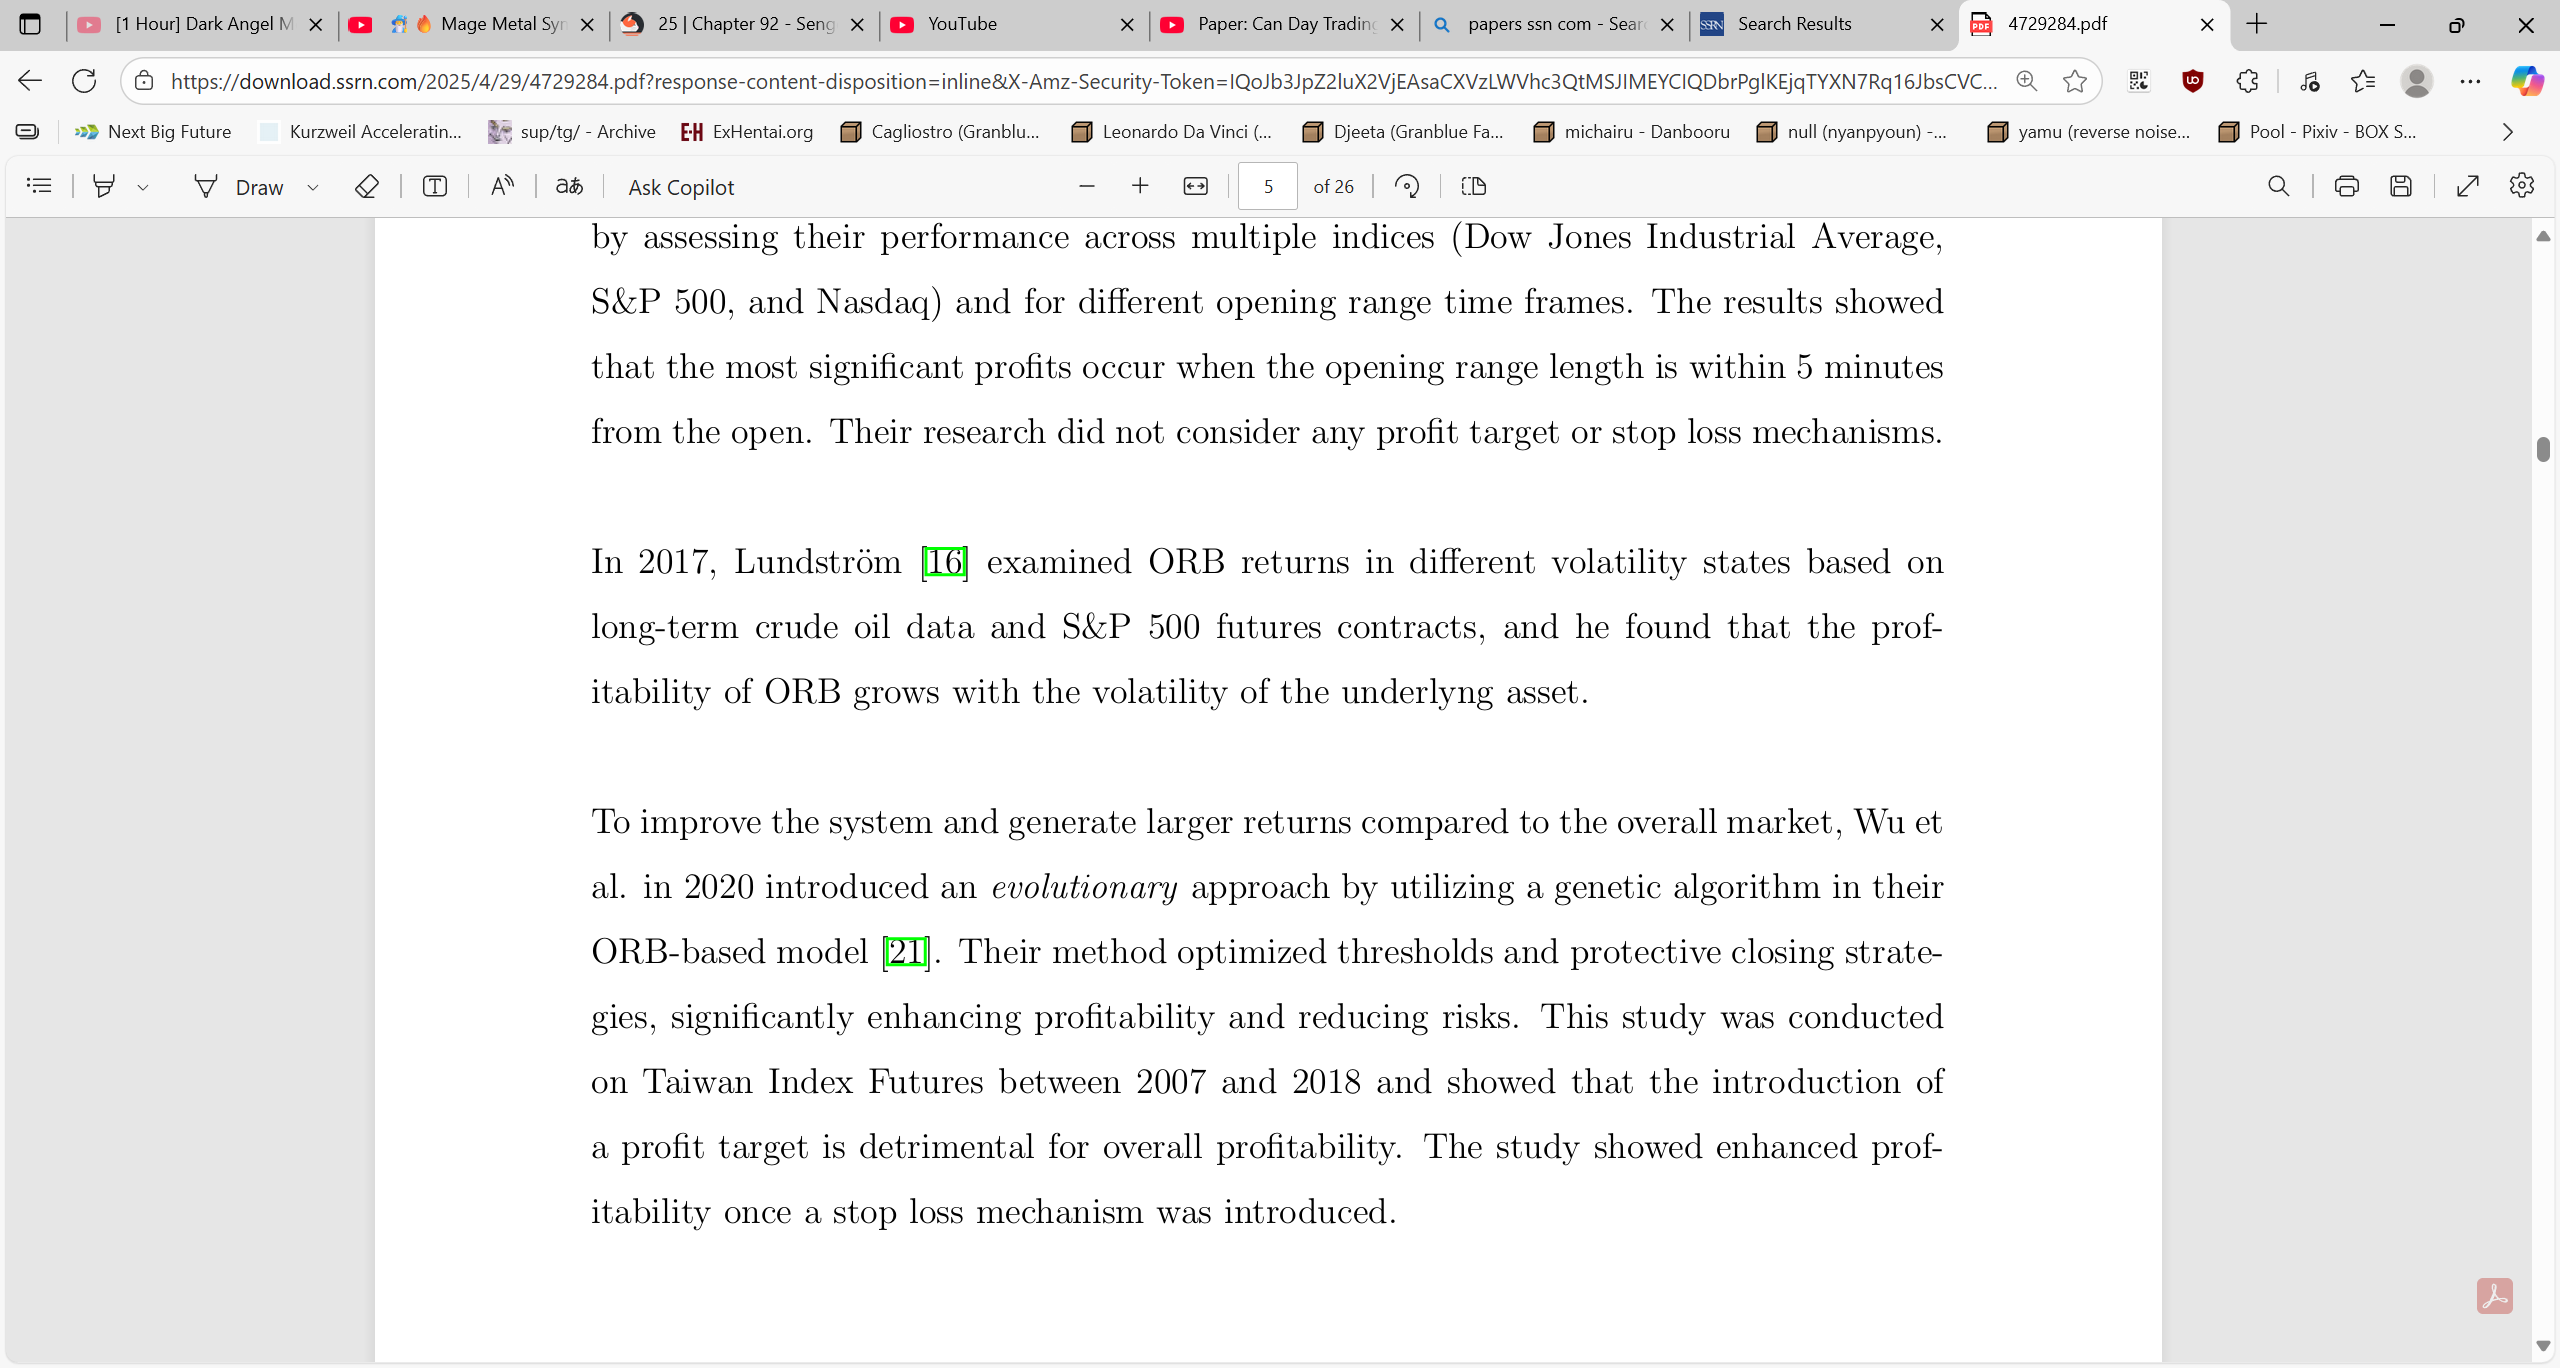 [1 Hour] Dark Angel M
Mage Metal Syn
25 | Chapter 92 - Seng
YouTube
Paper: Can Day Trading
papers ssn com - Sear
SSRN
Search Results
PDF
4729284.pdf
https://download.ssrn.com/2025/4/29/4729284.pdf?response-content-disposition=inline&X-Amz-Security-Token=IQoJb3JpZ2luX2VjEAsaCXVzLWVhc3QtMSJIMEYCIQDbrPglKEjqTYXN7Rq16JbsCVC...
Next Big Future
Kurzweil Acceleratin...
sup/tg/ - Archive
E-H ExHentai.org
Cagliostro (Granblu...
Leonardo Da Vinci (...
Djeeta (Granblue Fa...
michairu - Danbooru
null (nyanpyoun) -...
yamu (reverse noise...
Pool - Pixiv - BOX S...
Draw
Ask Copilot
5 of 26
by assessing their performance across multiple indices (Dow Jones Industrial Average,
S&P 500, and Nasdaq) and for different opening range time frames. The results showed
that the most significant profits occur when the opening range length is within 5 minutes
from the open. Their research did not consider any profit target or stop loss mechanisms.
In 2017, Lundström [16] examined ORB returns in different volatility states based on
long-term crude oil data and S&P 500 futures contracts, and he found that the prof-
itability of ORB grows with the volatility of the underlyng asset.
To improve the system and generate larger returns compared to the overall market, Wu et
al. in 2020 introduced an evolutionary approach by utilizing a genetic algorithm in their
ORB-based model [21]. Their method optimized thresholds and protective closing strate-
gies, significantly enhancing profitability and reducing risks. This study was conducted
on Taiwan Index Futures between 2007 and 2018 and showed that the introduction of
a profit target is detrimental for overall profitability. The study showed enhanced prof-
itability once a stop loss mechanism was introduced.